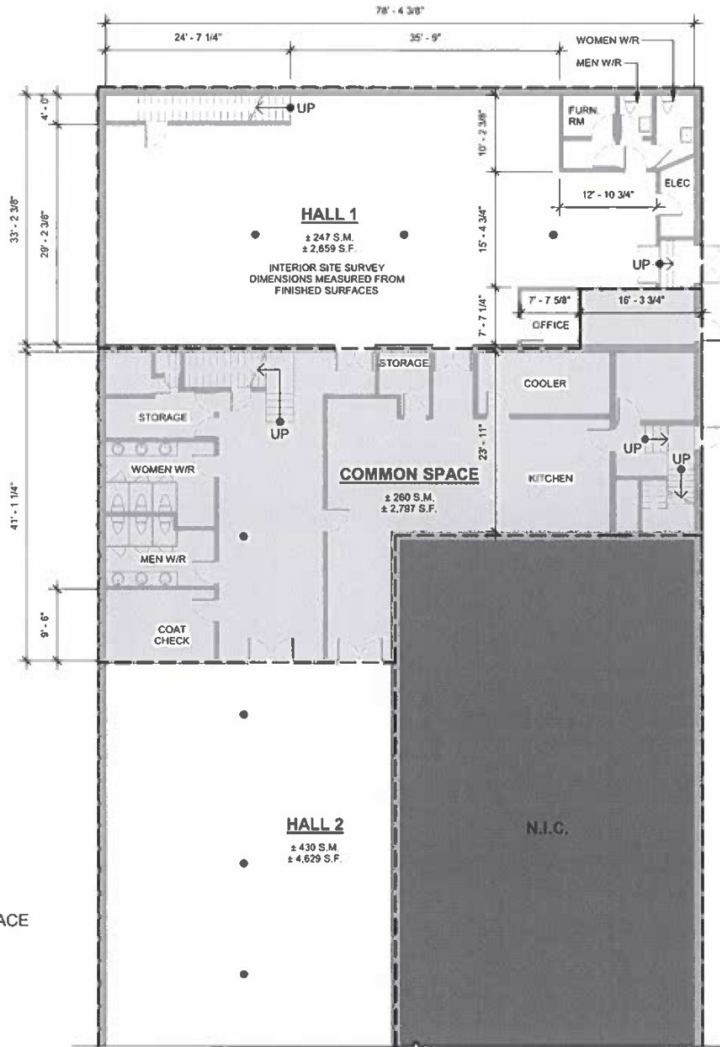 78' - 4 3/8"
24' - 7 1/4"
35' - 9"
WOMEN W/R
MEN W/R
4' - 0"
UP
FURN.
RM
10' - 2 3/8"
33' - 2 3/8"
29' - 2 3/8"
ELEC
12' - 10 3/4"
HALL 1
± 247 S.M.
± 2,659 S.F.
INTERIOR SITE SURVEY
DIMENSIONS MEASURED FROM
FINISHED SURFACES
15' - 4 3/4"
UP
7' - 7 5/8"
16' - 3 3/4"
7' - 7 1/4"
OFFICE
STORAGE
COOLER
STORAGE
UP
23' - 11"
UP
UP
WOMEN W/R
COMMON SPACE
± 260 S.M.
± 2,797 S.F.
KITCHEN
41' - 1 1/4"
MEN W/R
9' - 6"
COAT
CHECK
HALL 2
± 430 S.M.
± 4,629 S.F.
N.I.C.
ACE